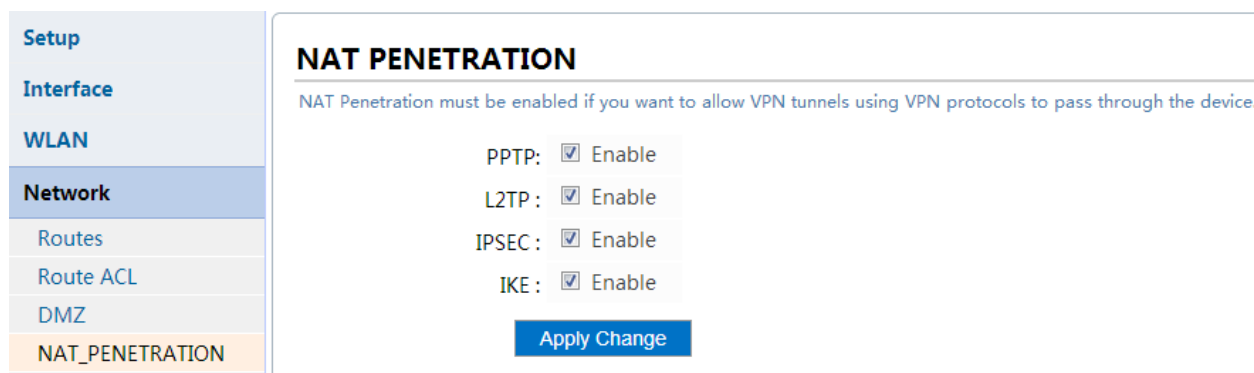 Setup
Interface
WLAN
Network
Routes
Route ACL
DMZ
NAT_PENETRATION
NAT PENETRATION
NAT Penetration must be enabled if you want to allow VPN tunnels using VPN protocols to pass through the device.
PPTP: Enable
L2TP : Enable
IPSEC : Enable
IKE : Enable
Apply Change